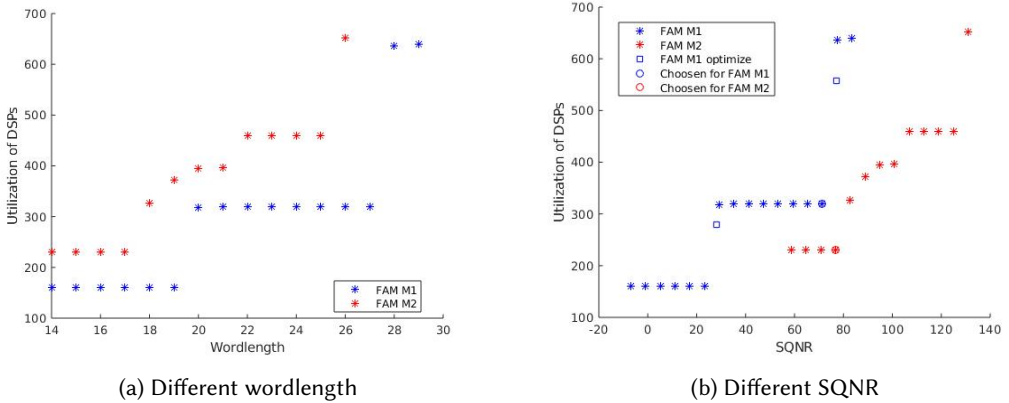 700
600
500
400
300
200
100
14
16
18
20
22
24
26
28
30
Utilization of DSPs
Wordlength
FAM M1
FAM M2
(a) Different wordlength
700
600
500
400
300
200
100
-20
0
20
40
60
80
100
120
140
Utilization of DSPs
SQNR
FAM M1
FAM M2
FAM M1 optimize
Choosen for FAM M1
Choosen for FAM M2
(b) Different SQNR